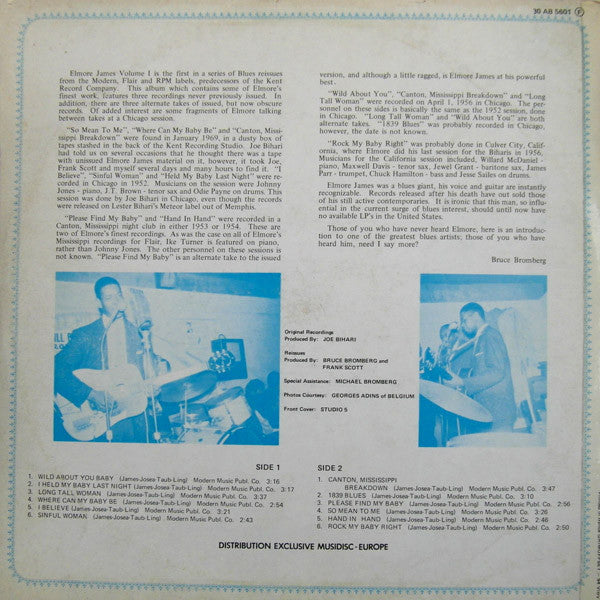 30 AB 5601 F
Elmore James Volume I is the first in a series of Blues reissues
from the Modern, Flair and RPM labels, predecessors of the Kent
Record Company. This album which contains some of Elmore's
finest work, features three recordings never previously issued. In
addition, there are three alternate takes of issued, but now obscure
records. Of added interest are some fragments of Elmore talking
between takes at a Chicago session.
"So Mean To Me", "Where Can My Baby Be" and "Canton, Missi-
ssippi Breakdown" were found in January 1969, in a dusty box of
tapes stashed in the back of the Kent Recording Studio. Joe Bihari
had told us on several occasions that he thought there was a tape
with unissued Elmore James material on it, however, it took Joe,
Frank Scott and myself several days and many hours to find it. "I
Believe", "Sinful Woman" and "Held My Baby Last Night" were re-
corded in Chicago in 1952. Musicians on the session were Johnny
Jones - piano, J.T. Brown - tenor sax and Odie Payne on drums. This
session was done by Joe Bihari in Chicago, even though the records
were released on Lester Bihari's Meteor label out of Memphis.
"Please Find My Baby" and "Hand In Hand" were recorded in a
Canton, Mississippi night club in either 1953 or 1954. These are
two of Elmore's finest recordings. As was the case on all of Elmore's
Mississippi recordings for Flair, Ike Turner is featured on piano,
rather than Johnny Jones. The other personnel on these sessions is
not known. "Please Find My Baby" is an alternate take to the issued
version, and although a little ragged, is Elmore James at his powerful
best .
"Wild About You", "Canton, Mississippi Breakdown" and "Long
Tall Woman" were recorded on April 1, 1956 in Chicago. The per-
sonnel on these sides is basically the same as the 1952 session, done
in Chicago. "Long Tall Woman" and "Wild About You" are both
alternate takes. "1839 Blues" was probably recorded in Chicago,
however, the date is not known.
"Rock My Baby Right" was probably done in Culver City, Calif-
ornia, where Elmore did his last session for the Biharis in 1956.
Musicians for the California session included, Willard McDaniel -
piano, Maxwell Davis - tenor sax, Jewel Grant - baritone sax, James
Parr - trumpet, Chuck Hamilton - bass and Jesse Sailes on drums.
Elmore James was a blues giant, his voice and guitar are instantly
recognizable. Records released after his death have out sold those
of his still active contemporaries. It is ironic that this man, so influ-
ential in the current surge of blues interest, should until now have
no available LP's in the United States.
Those of you who have never heard Elmore, here is an introduc-
tion to one of the greatest blues artists; those of you who have
heard him, need I say more?
Bruce Bromberg
Original Recordings
Produced By: JOE BIHARI
Reissues
Produced By: BRUCE BROMBERG and
FRANK SCOTT
Special Assistance: MICHAEL BROMBERG
Photos Courtesy: GEORGES ADINS of BELGIUM
Front Cover: STUDIO 5
SIDE 1
1. WILD ABOUT YOU BABY (James-Josea-Taub-Ling) Modern Music Publ. Co. 3:16
2. I HELD MY BABY LAST NIGHT (James-Josea-Taub-Ling) Modern Music Publ. Co. 3:17
3. LONG TALL WOMAN (James-Josea-Taub-Ling) Modern Music Publ. Co. 3:37
4. WHERE CAN MY BABY BE (James-Josea-Taub-Ling) Modern Music Publ. Co. 2:54
5. I BELIEVE (James-Josea-Taub-Ling) Modern Music Publ. Co. 3:21
6. SINFUL WOMAN (James-Josea-Taub-Ling) Modern Music Publ. Co. 2:43
SIDE 2
1. CANTON, MISSISSIPPI
BREAKDOWN (James-Josea-Taub-Ling) Modern Music Publ. Co. 3:47
2. 1839 BLUES (James-Josea-Taub-Ling) Modern Music Publ. Co. 3:10
3. PLEASE FIND MY BABY (James-Josea-Taub-Ling) Modern Music Publ. Co. 2:56
4. SO MEAN TO ME (James-Josea-Taub-Ling) Modern Music Publ. Co. 3:26
5. HAND IN HAND (James-Josea-Taub-Ling) Modern Music Publ. Co. 2:48
6. ROCK MY BABY RIGHT (James-Josea-Taub-Ling) Modern Music Publ. Co. 2:50
DISTRIBUTION EXCLUSIVE MUSIDISC-EUROPE